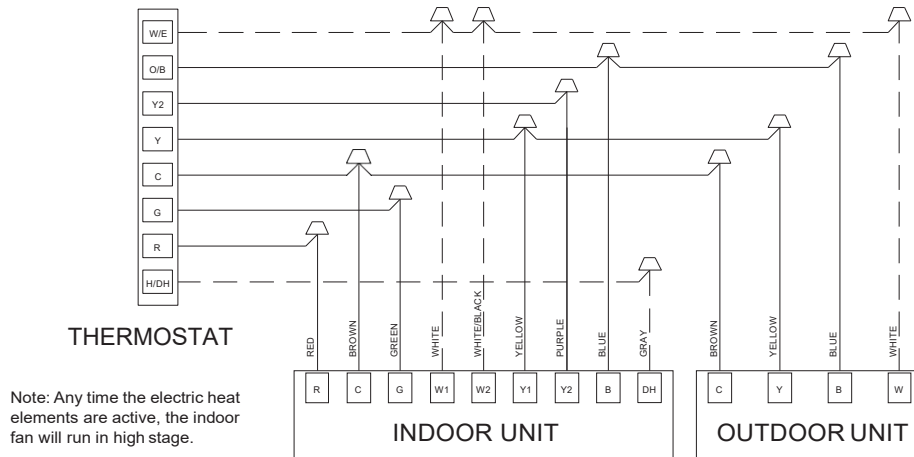 W/E
O/B
Y2
Y
C
G
R
H/DH
THERMOSTAT
RED
BROWN
GREEN
WHITE
WHITE/BLACK
YELLOW
PURPLE
BLUE
GRAY
BROWN
YELLOW
BLUE
WHITE
R
C
G
W1
W2
Y1
Y2
B
DH
C
Y
B
W
Note: Any time the electric heat
elements are active, the indoor
fan will run in high stage.
INDOOR UNIT
OUTDOOR UNIT